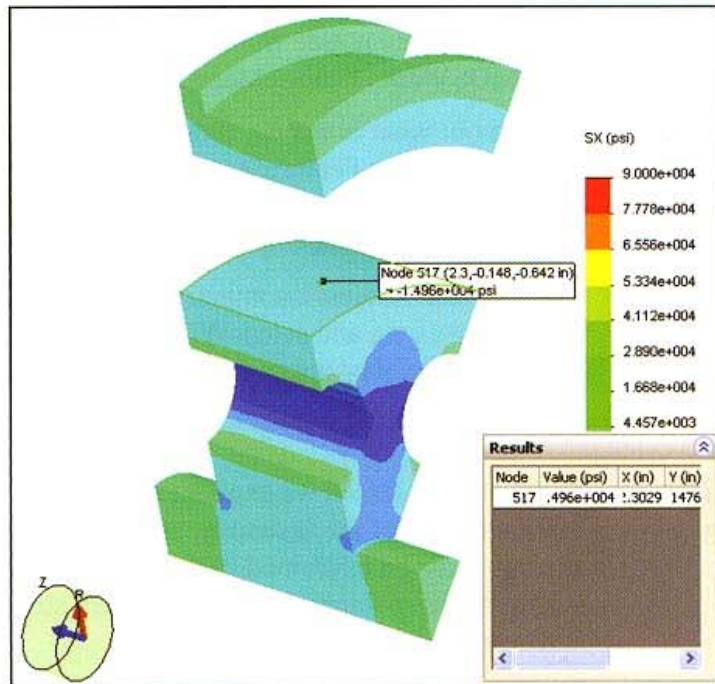 SX (psi)
9.000e+004
7.778e+004
6.556e+004
5.334e+004
4.112e+004
2.890e+004
1.668e+004
4.457e+003
Node 517 (2.3,-0.148,-0.642 in)
-1.496e+004 psi
Results
Node Value (psi) X (in) Y (in)
517 .496e+004 !.3029 1476
Z
R